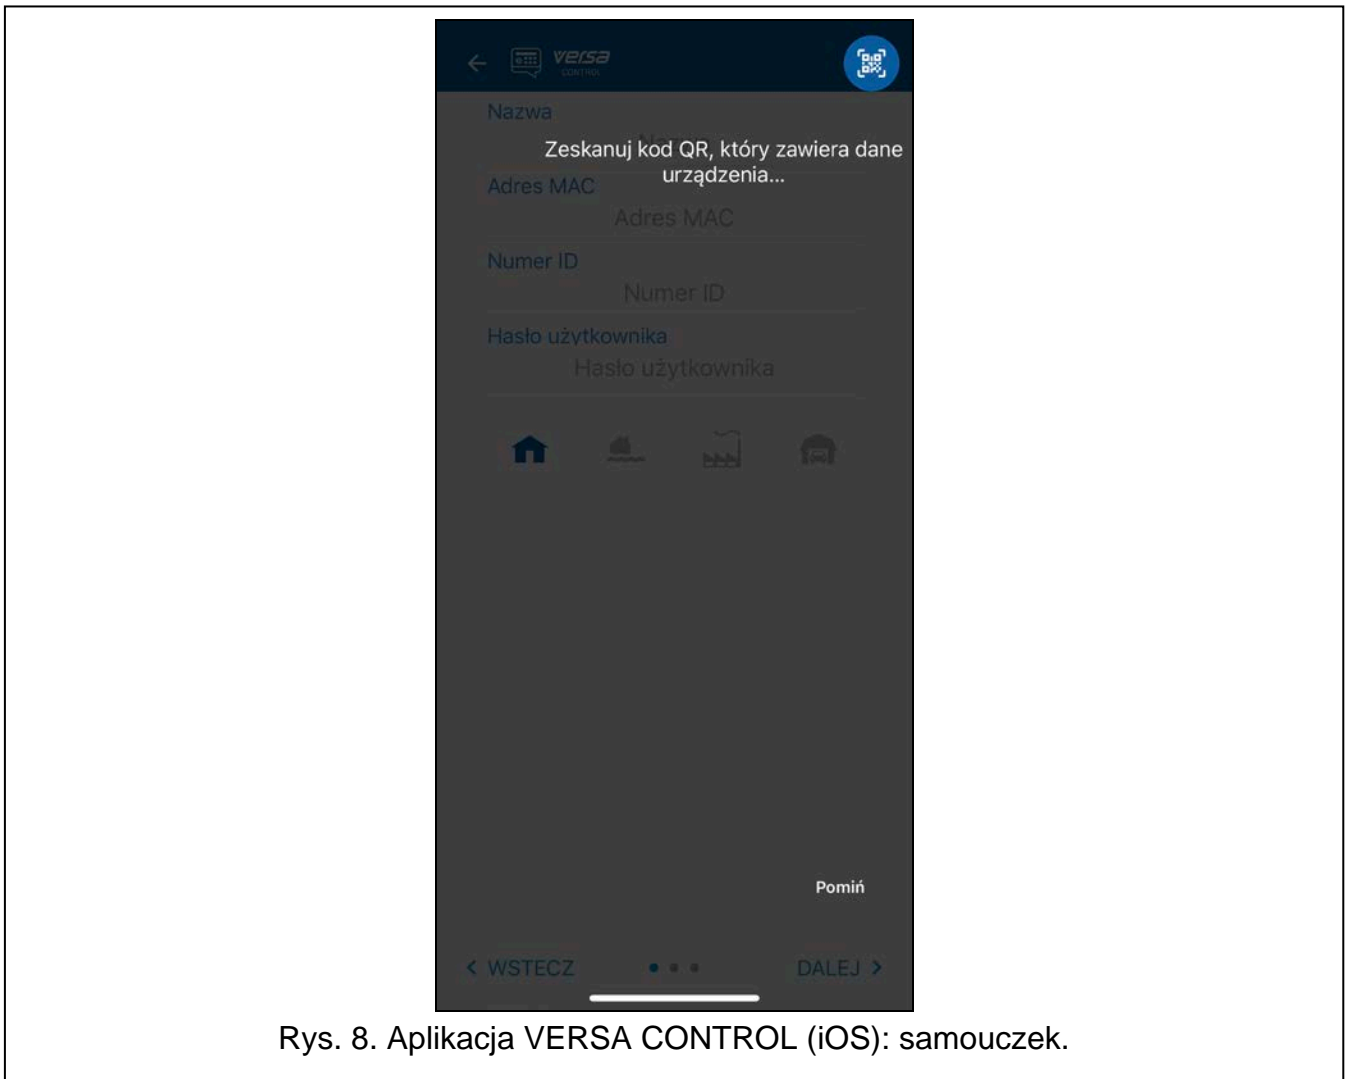 versa
CONTROL
Nazwa
Zeskanuj kod QR, który zawiera dane
urządzenia...
Adres MAC
Adres MAC
Numer ID
Numer ID
Hasło użytkownika
Hasło użytkownika
Pomiń
WSTECZ
DALEJ
Rys. 8. Aplikacja VERSA CONTROL (iOS): samouczek.